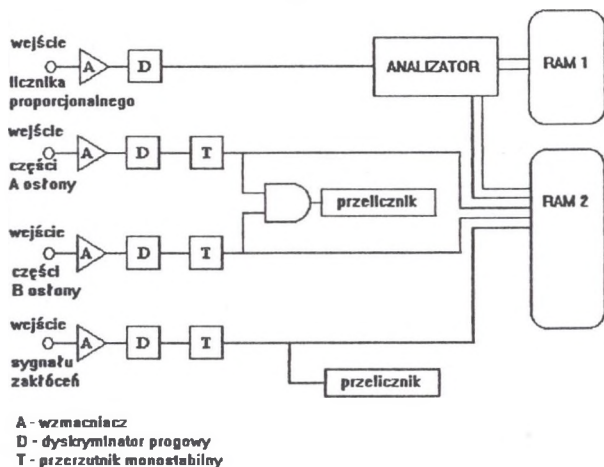 wejście
A
D
licznika
proporcjonalnego
ANALIZATOR
RAM 1
wejście
A
D
T
części
A osłony
przelicznik
RAM 2
wejście
A
D
T
części
B osłony
wejście
A
D
T
sygnału
zakłóceń
przelicznik
A - wzmacniacz
D - dyskryminator progowy
T - przerzutnik monostabilny